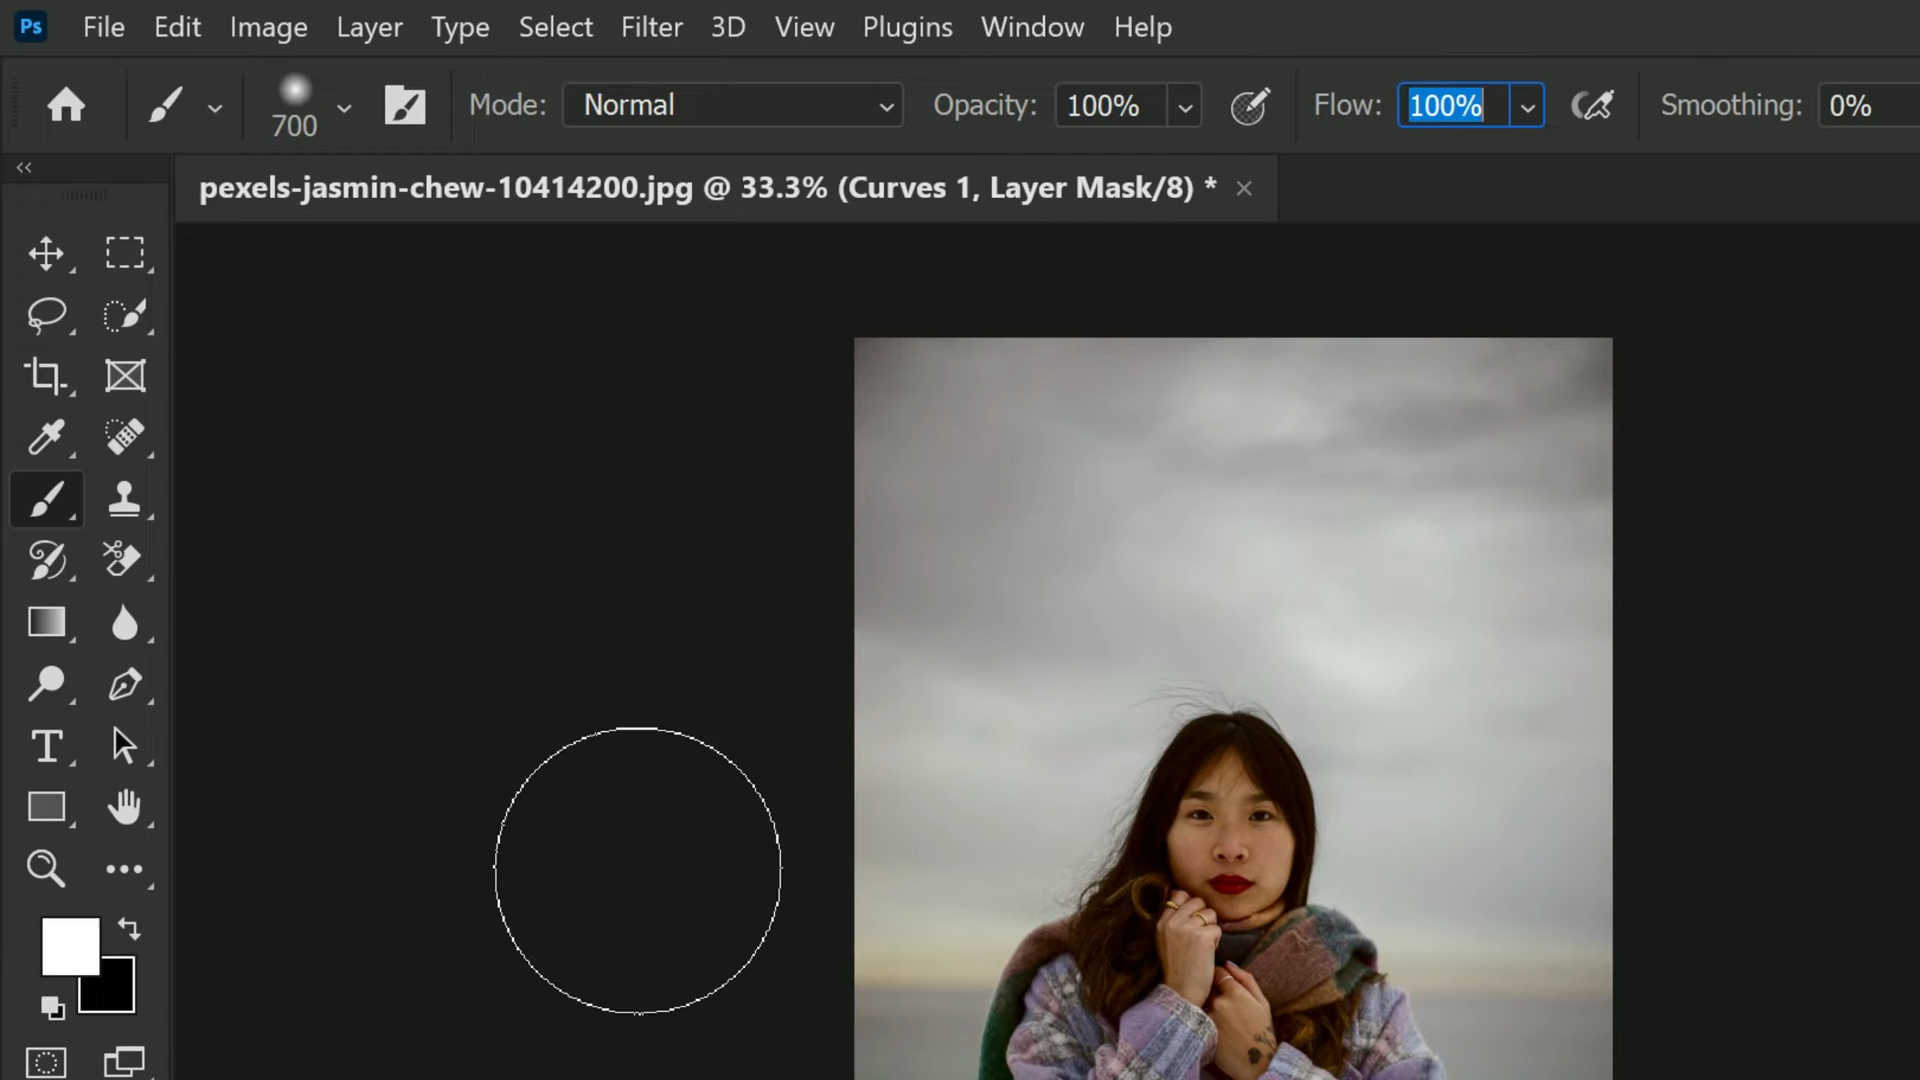 Ps File Edit Image Layer Type Select Filter 3D View Plugins Window Help
700 Mode: Normal Opacity: 100% Flow: 100% Smoothing: 0%
pexels-jasmin-chew-10414200.jpg @ 33.3% (Curves 1, Layer Mask/8) *